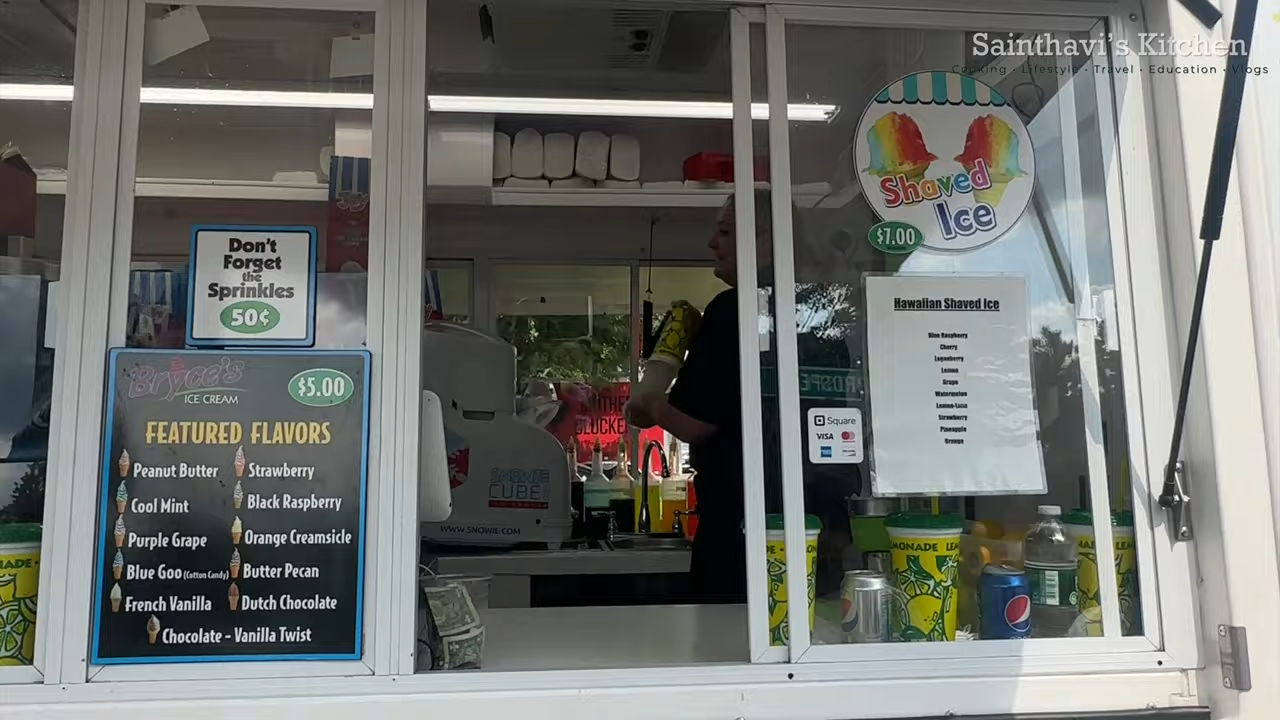 Sainthavi's Kitchen
Cooking • Lifestyle • Travel • Education • Vlogs
Don't
Forget
the
Sprinkles
50¢
Bryce's
ICE CREAM
$5.00
FEATURED FLAVORS
Peanut Butter
Strawberry
Cool Mint
Black Raspberry
Purple Grape
Orange Creamsicle
Blue Goo (Cotton Candy)
Butter Pecan
French Vanilla
Dutch Chocolate
Chocolate - Vanilla Twist
SNOWIE
CUBE
WWW.SNOWIE.COM
Shaved
Ice
$7.00
Hawaiian Shaved Ice
Blue Raspberry
Cherry
Loganberry
Lemon
Grape
Watermelon
Lemon-Lime
Strawberry
Pineapple
Orange
Square
VISA
MONADE LE